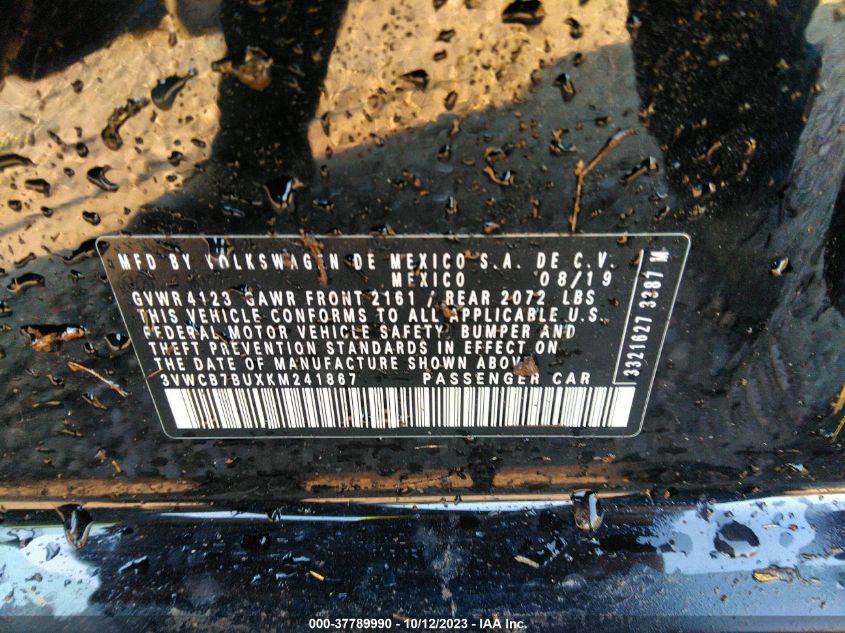 MFD BY VOLKSWAGEN DE MEXICO S.A. DE C.V.
MEXICO 08/19
GVWR 4123 GAWR FRONT 2161 / REAR 2072 LBS
THIS VEHICLE CONFORMS TO ALL APPLICABLE U.S.
FEDERAL MOTOR VEHICLE SAFETY, BUMPER AND
THEFT PREVENTION STANDARDS IN EFFECT ON
THE DATE OF MANUFACTURE SHOWN ABOVE
3VWCB7BUXKM241867 PASSENGER CAR
3321627 3387 M
000-37789990 - 10/12/2023 - IAA Inc.